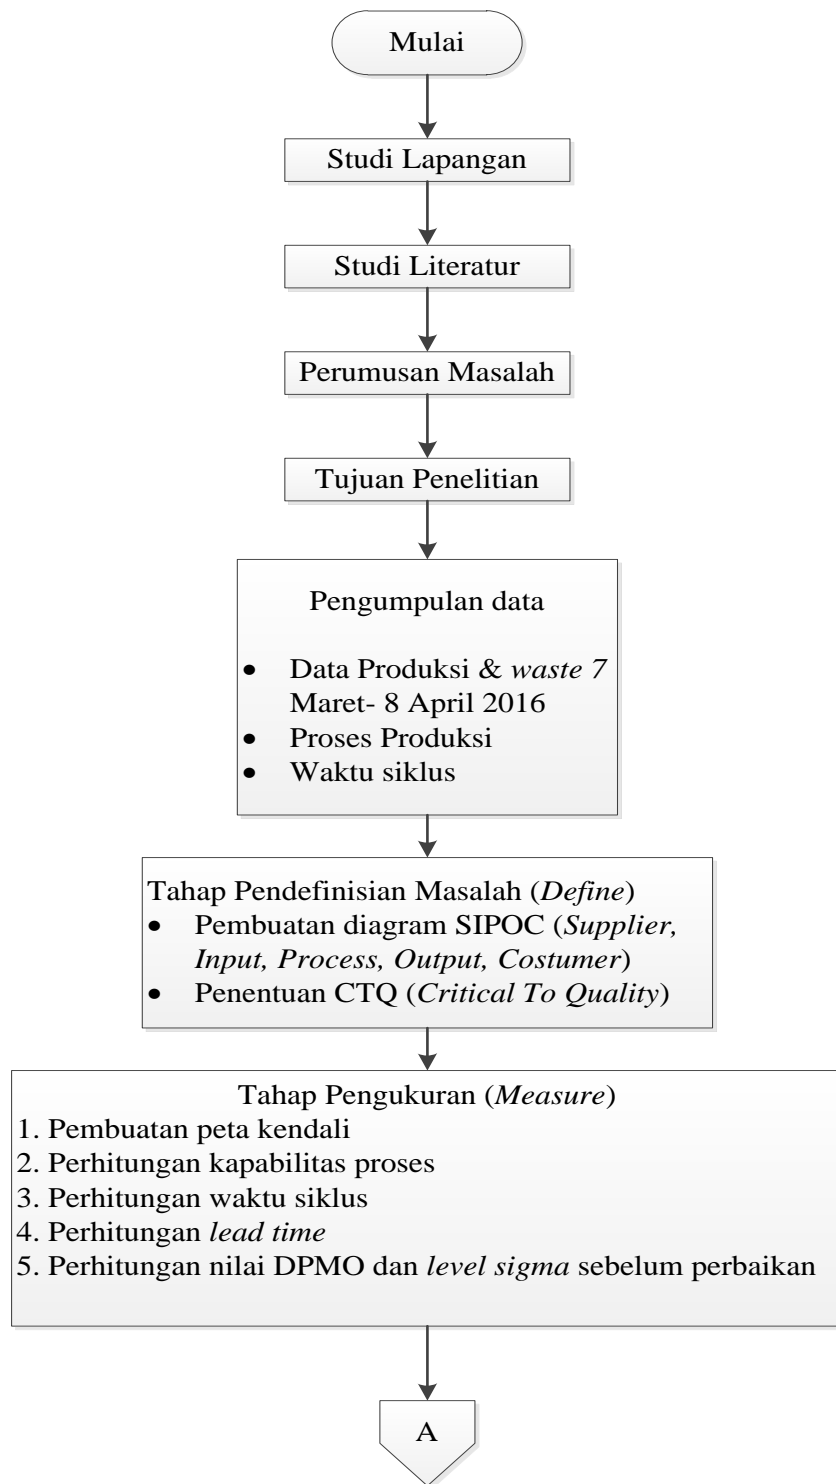 Mulai
Studi Lapangan
Studi Literatur
Perumusan Masalah
Tujuan Penelitian
Pengumpulan data
• Data Produksi & waste 7
Maret- 8 April 2016
• Proses Produksi
• Waktu siklus
Tahap Pendefinisian Masalah (Define)
• Pembuatan diagram SIPOC (Supplier,
Input, Process, Output, Costumer)
• Penentuan CTQ (Critical To Quality)
Tahap Pengukuran (Measure)
1. Pembuatan peta kendali
2. Perhitungan kapabilitas proses
3. Perhitungan waktu siklus
4. Perhitungan lead time
5. Perhitungan nilai DPMO dan level sigma sebelum perbaikan
A